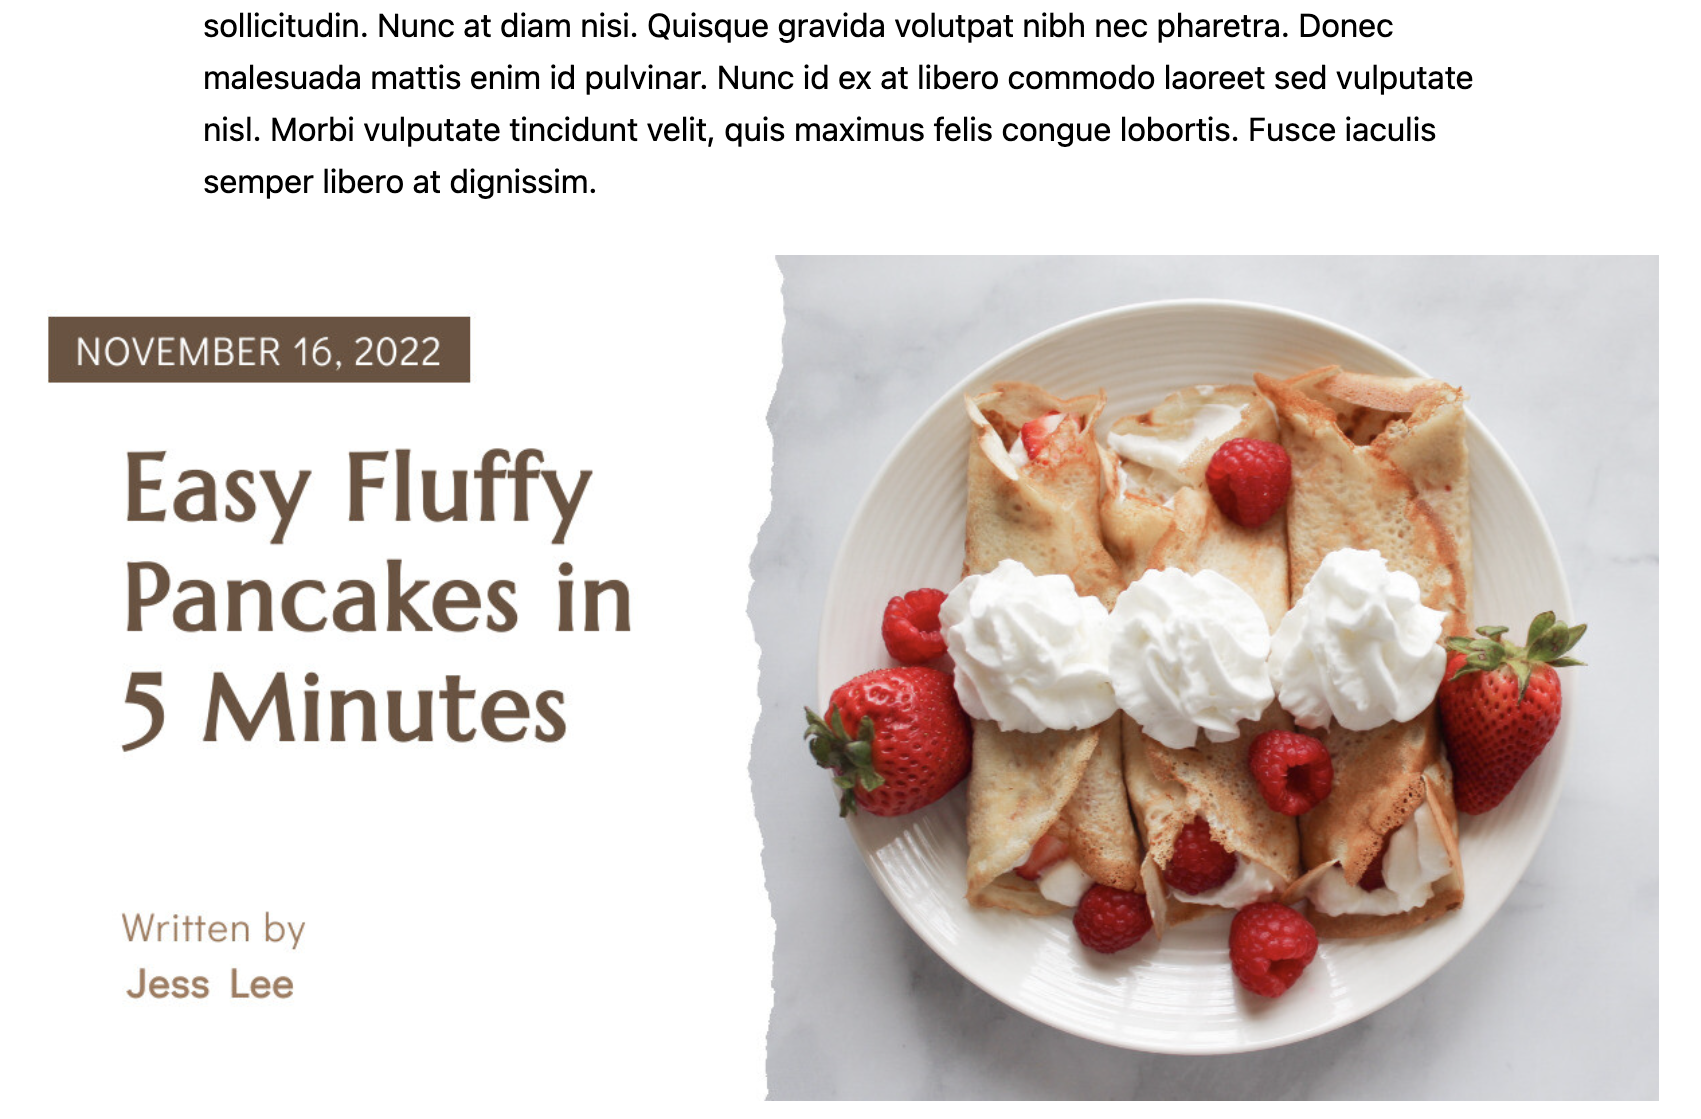 sollicitudin. Nunc at diam nisi. Quisque gravida volutpat nibh nec pharetra. Donec
malesuada mattis enim id pulvinar. Nunc id ex at libero commodo laoreet sed vulputate
nisl. Morbi vulputate tincidunt velit, quis maximus felis congue lobortis. Fusce iaculis
semper libero at dignissim.
NOVEMBER 16, 2022
Easy Fluffy
Pancakes in
5 Minutes
Written by
Jess Lee